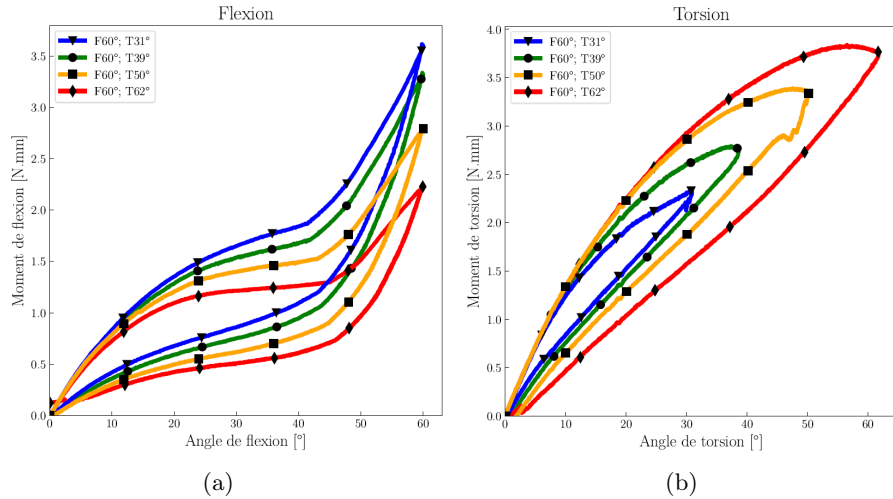 Flexion
F60°; T31°
F60°; T39°
F60°; T50°
F60°; T62°
Moment de flexion [N.mm]
3.5
3.0
2.5
2.0
1.5
1.0
0.5
0.0
0 10 20 30 40 50 60
Angle de flexion [°]
(a)
Torsion
F60°; T31°
F60°; T39°
F60°; T50°
F60°; T62°
Moment de torsion [N.mm]
4.0
3.5
3.0
2.5
2.0
1.5
1.0
0.5
0.0
0 10 20 30 40 50 60
Angle de torsion [°]
(b)